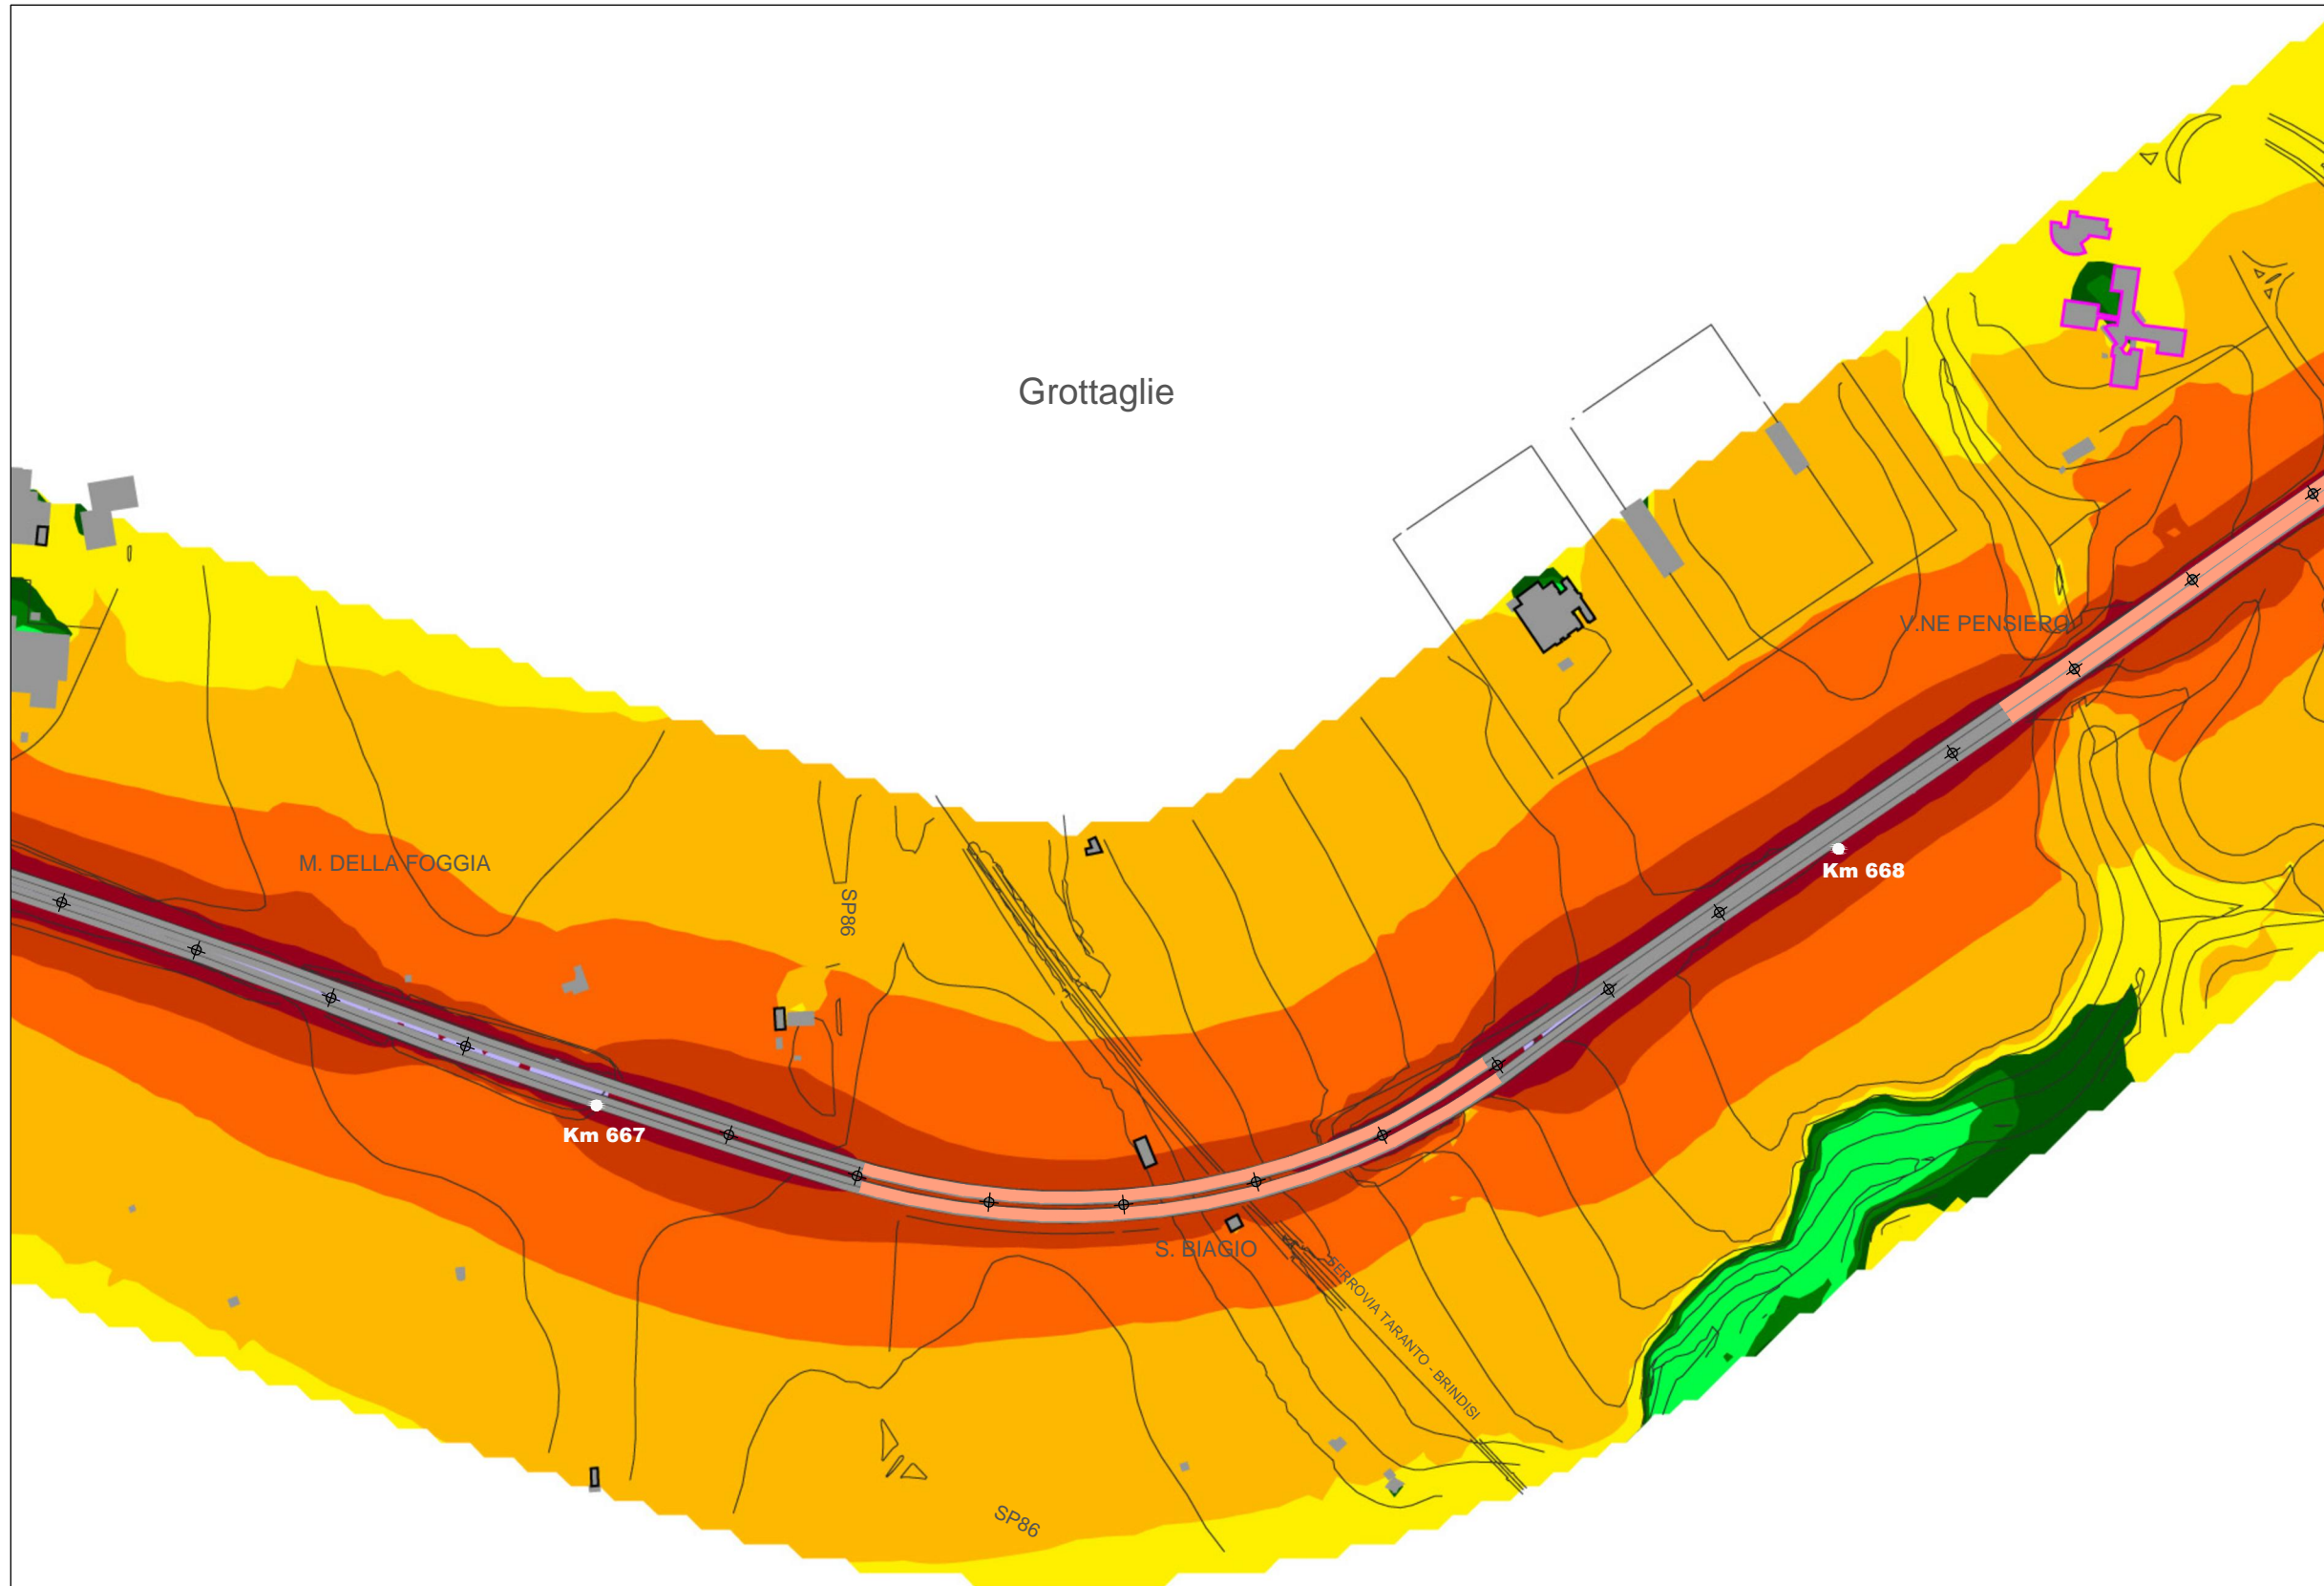 Grottaglie
V.NE PENSIERO
M. DELLA FOGGIA
Km 668
SP86
Km 667
S. BIAGIO
FERROVIA TARANTO - BRINDISI
SP86